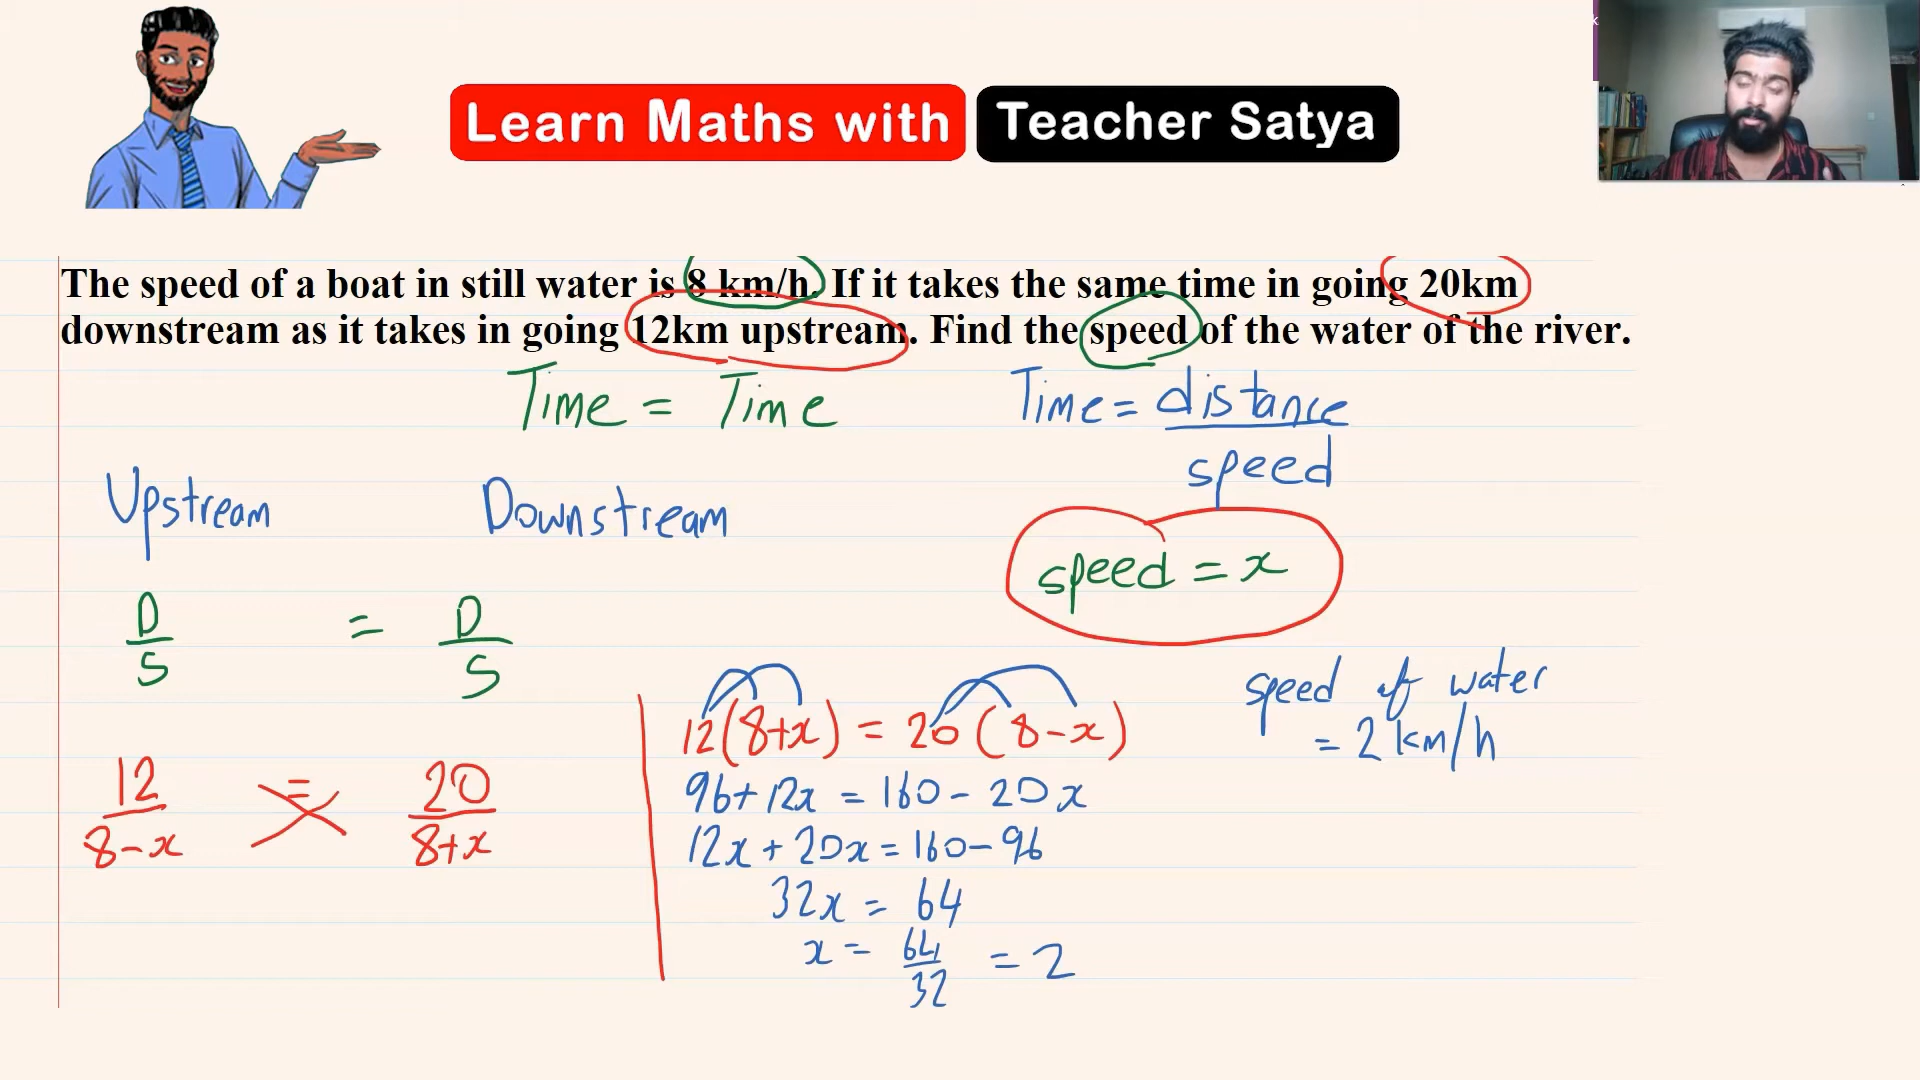 Learn Maths with Teacher Satya
The speed of a boat in still water is 8 km/h. If it takes the same time in going 20km
downstream as it takes in going 12km upstream. Find the speed of the water of the river.
Time = Time
Time = distance / speed
Upstream Downstream
speed = x
D/S = D/S
speed of water
= 2 km/h
12/8-x = 20/8+x
12(8+x) = 20(8-x)
96+12x = 160-20x
12x+20x=160-96
32x = 64
x = 64/32 = 2